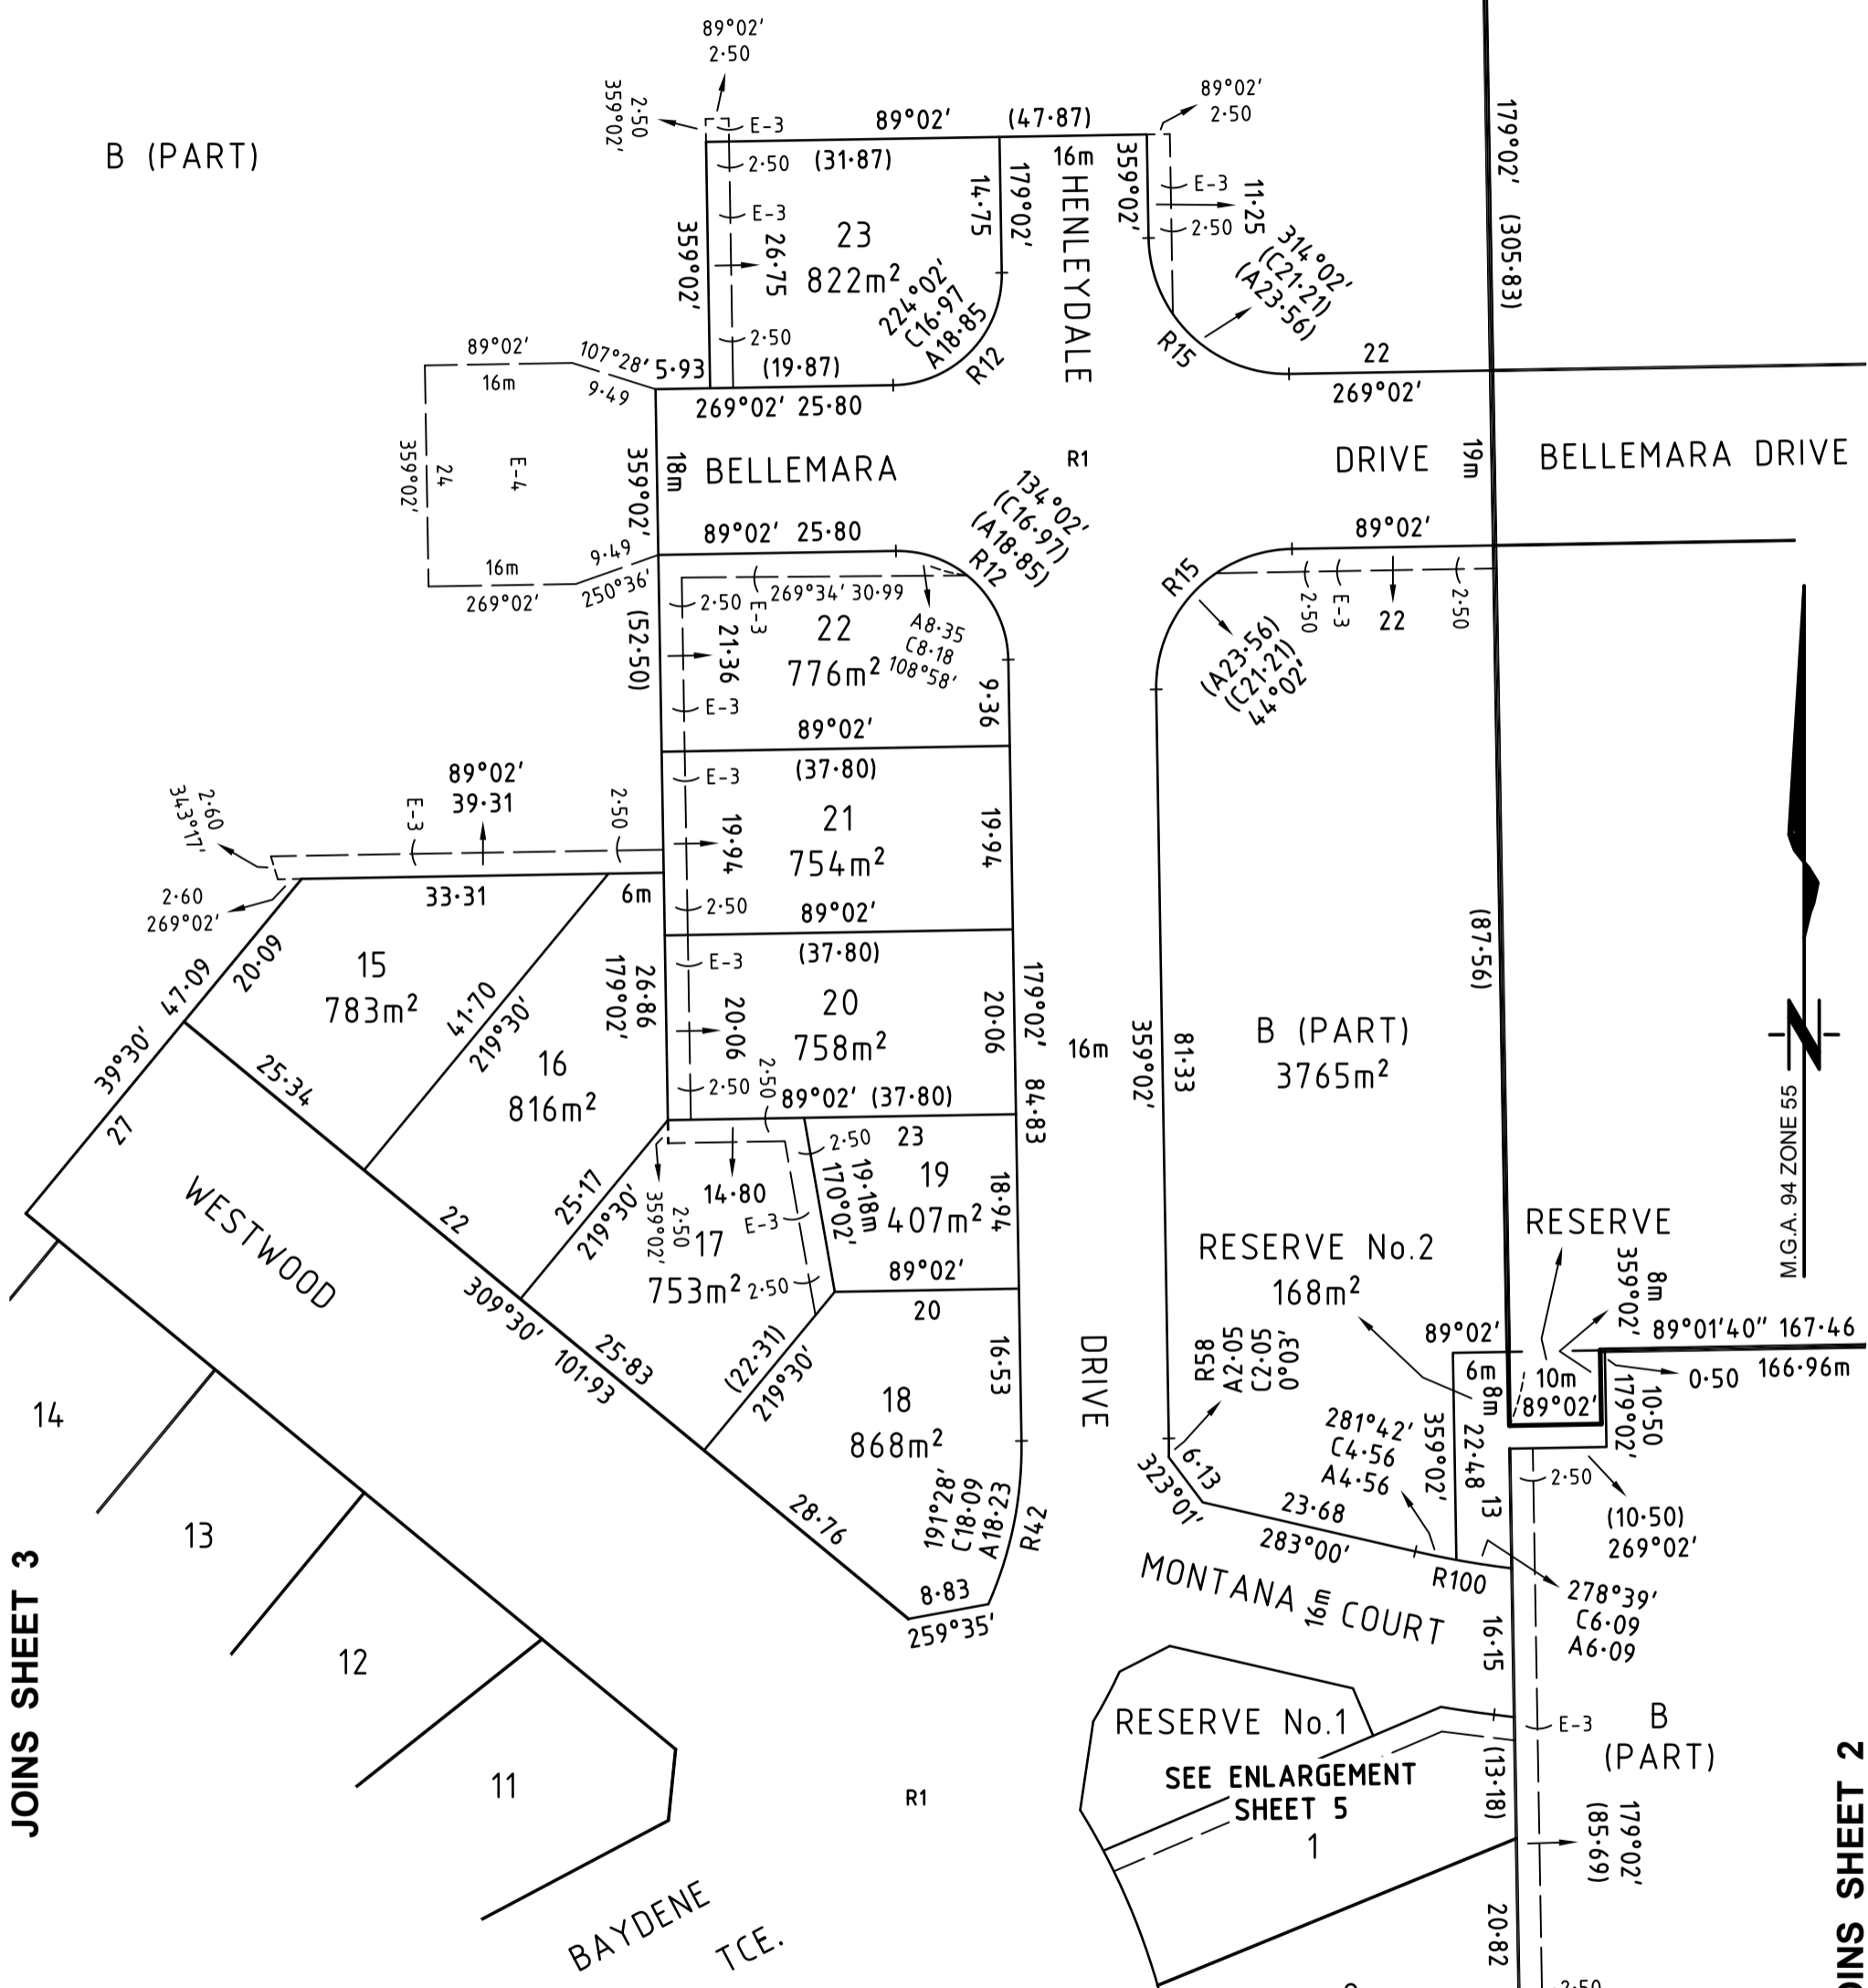 89°02'
2·50
2·50
359°02'
E-3
89°02' (47·87)
89°02'
2·50
B (PART)
2·50 (31·87)
16m
359°02'
E-3
11·25
2·50
179°02' (305·83)
E-3
14·75
179°02'
HENLEYDALE
359°02'
26·75
23
822m²
224°02'
C16·97
A18·85
R12
314°02'
(C21·21)
(A23·56)
R15
2·50
89°02'
16m
107°28'
9·49
5·93
(19·87)
269°02' 25·80
22
269°02'
359°02'
24
E-4
359°02'
18m
BELLEMARA
R1
DRIVE
19m
BELLEMARA DRIVE
134°02'
(C16·97)
(A18·85)
R12
89°02' 25·80
89°02'
16m
269°02'
9·49
250°36'
(52·50)
2·50
E-3
269°34' 30·99
A8·35
C8·18
108°58'
R15
(A23·56)
(C21·21)
44°02'
2·50
E-3
22
2·50
21·36
22
776m²
9·36
E-3
89°02'
(37·80)
E-3
89°02'
39·31
2·60
343°17'
E-3
2·50
19·94
21
754m²
19·94
2·60
269°02'
33·31
6m
2·50
89°02'
(37·80)
(87·56)
E-3
47·09
20·09
39°30'
27
15
783m²
41·70
219°30'
26·86
179°02'
20·06
20
758m²
20·06
179°02' 84·83
16m
359°02'
81·33
B (PART)
3765m²
25·34
16
816m²
2·50
2·50
89°02' (37·80)
2·50
23
WESTWOOD
22
25·17
219°30'
2·50
359°02'
14·80
E-3
17
753m²
2·50
19·18m
170°02'
19
407m²
18·94
89°02'
20
M.G.A. 94 ZONE 55
N
RESERVE
RESERVE No.2
168m²
8m
359°02'
89°02'
89°01'40" 167·46
6m
8m
10m
89°02'
0·50
166·96m
10·50
179°02'
309°30'
101·93
25·83
(22·31)
219°30'
16·53
DRIVE
R58
A2·05
C2·05
0°03'
14
18
868m²
281°42'
C4·56
A4·56
359°02'
22·48
13
2·50
(10·50)
269°02'
6·13
323°01'
23·68
283°00'
R100
278°39'
C6·09
A6·09
28·76
191°28'
C18·09
A18·23
R42
8·83
259°35'
MONTANA COURT
16m
16·15
13
12
11
JOINS SHEET 3
RESERVE No.1
E-3
B
(PART)
SEE ENLARGEMENT
SHEET 5
1
(13·18)
179°02'
(85·69)
R1
20·82
BAYDENE
TCE.
2·50
JOINS SHEET 2